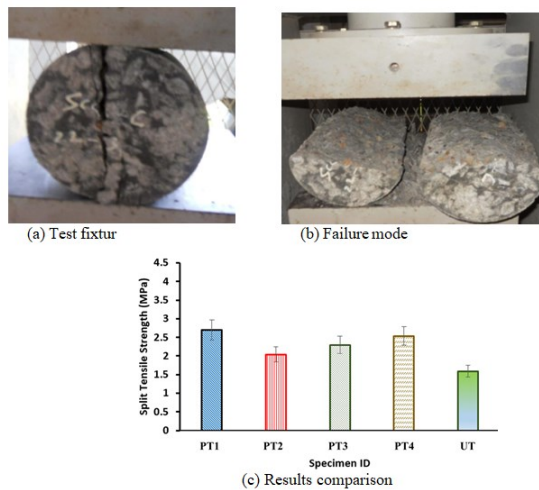 (a) Test fixtur
(b) Failure mode
4.5
4
3.5
3
2.5
2
1.5
1
0.5
0
Split Tensile Strength (MPa)
PT1 PT2 PT3 PT4 UT
Specimen ID
(c) Results comparison